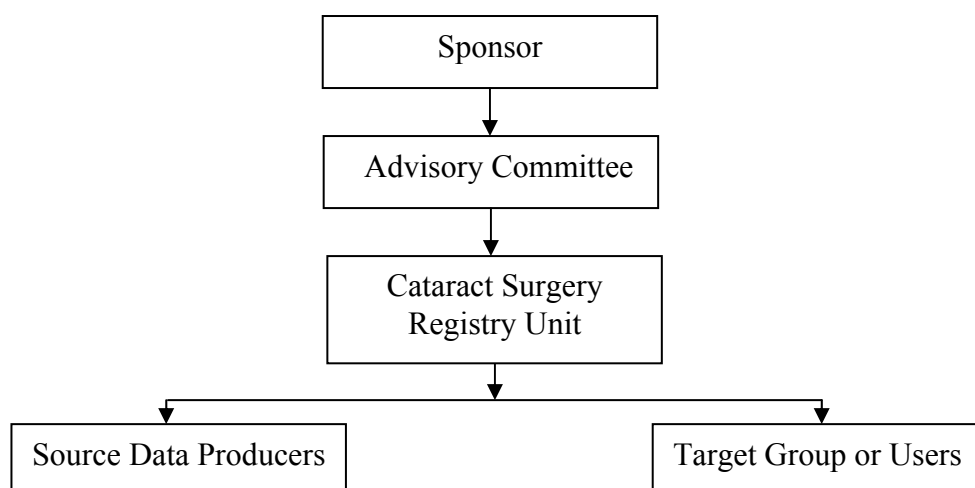 Sponsor
Advisory Committee
Cataract Surgery
Registry Unit
Source Data Producers
Target Group or Users